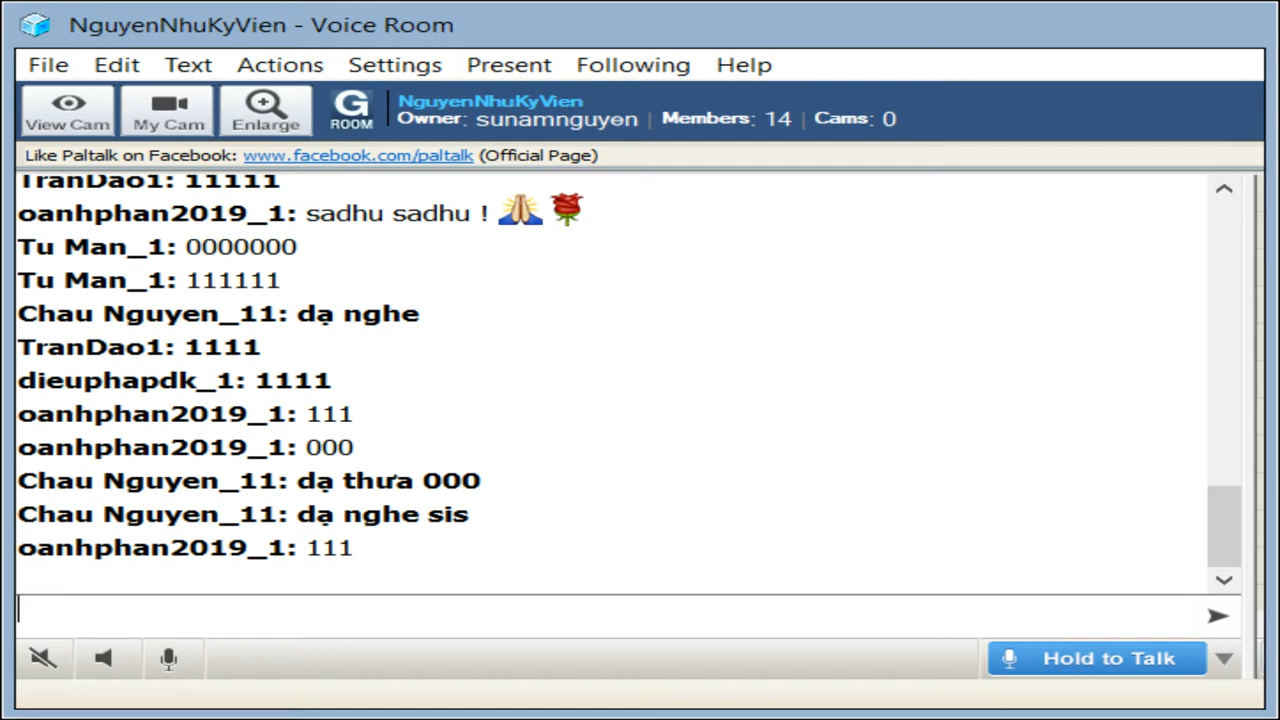 NguyenNhuKyVien - Voice Room
File Edit Text Actions Settings Present Following Help
View Cam My Cam Enlarge G ROOM
NguyenNhuKyVien
Owner: sunamnguyen | Members: 14 | Cams: 0
Like Paltalk on Facebook: www.facebook.com/paltalk (Official Page)
TranDao1: 11111
oanhphan2019_1: sadhu sadhu ! 🙏🌹
Tu Man_1: 0000000
Tu Man_1: 111111
Chau Nguyen_11: dạ nghe
TranDao1: 1111
dieuphapdk_1: 1111
oanhphan2019_1: 111
oanhphan2019_1: 000
Chau Nguyen_11: dạ thưa 000
Chau Nguyen_11: dạ nghe sis
oanhphan2019_1: 111
Hold to Talk